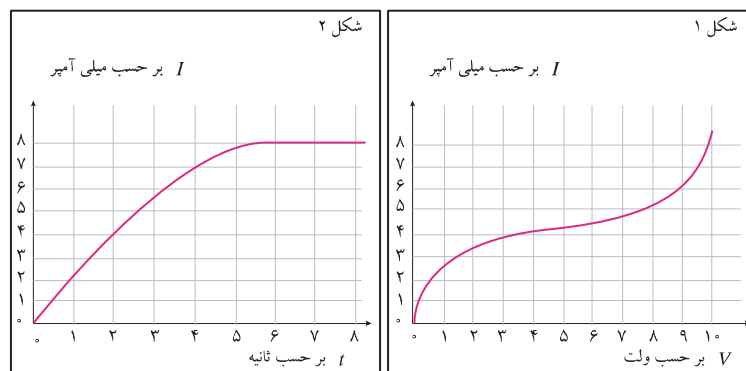 شکل ۱
I بر حسب میلی آمپر
۸
۷
۶
۵
۴
۳
۲
۱
۰
۰ ۱ ۲ ۳ ۴ ۵ ۶ ۷ ۸ ۹ ۱۰
V بر حسب ولت
شکل ۲
I بر حسب میلی آمپر
۸
۷
۶
۵
۴
۳
۲
۱
۰
۰ ۱ ۲ ۳ ۴ ۵ ۶ ۷ ۸
t بر حسب ثانیه